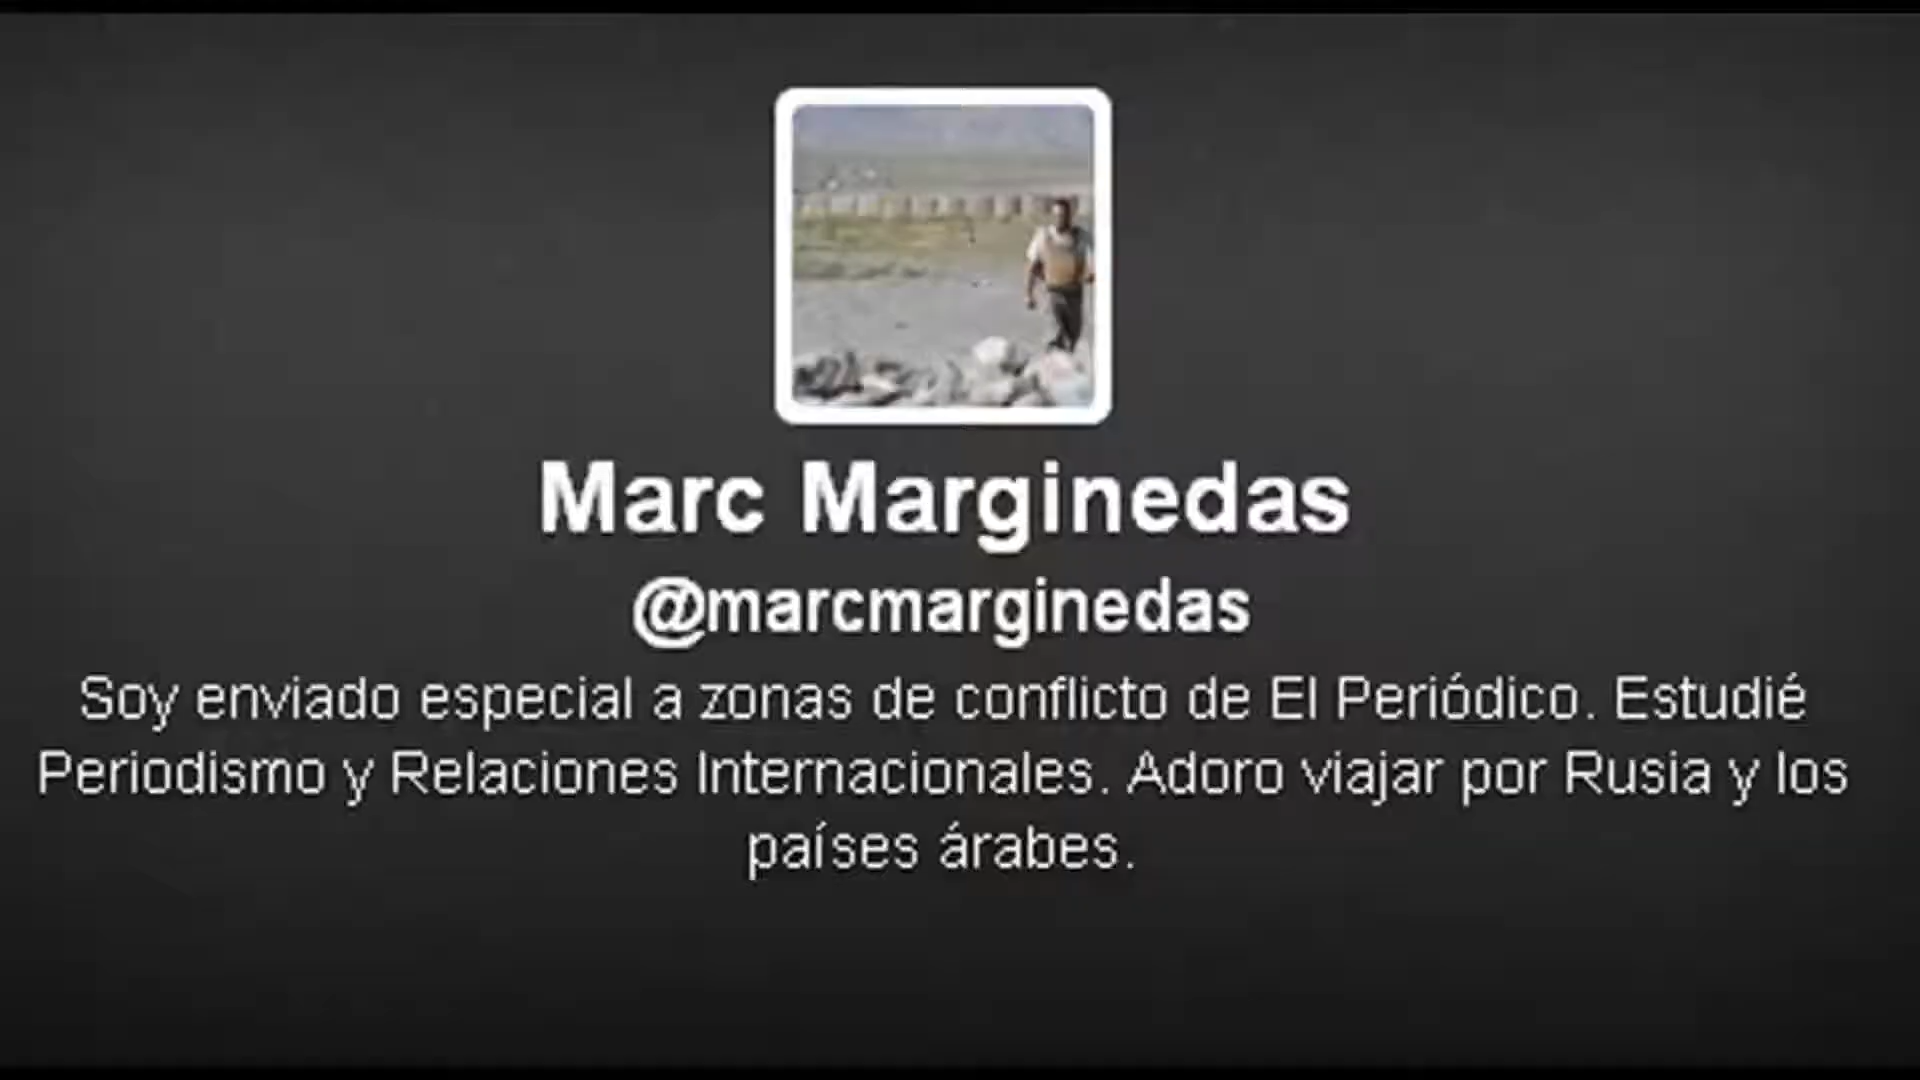 Marc Marginedas
@marcmarginedas
Soy enviado especial a zonas de conflicto de El Periódico. Estudié
Periodismo y Relaciones Internacionales. Adoro viajar por Rusia y los
países árabes.